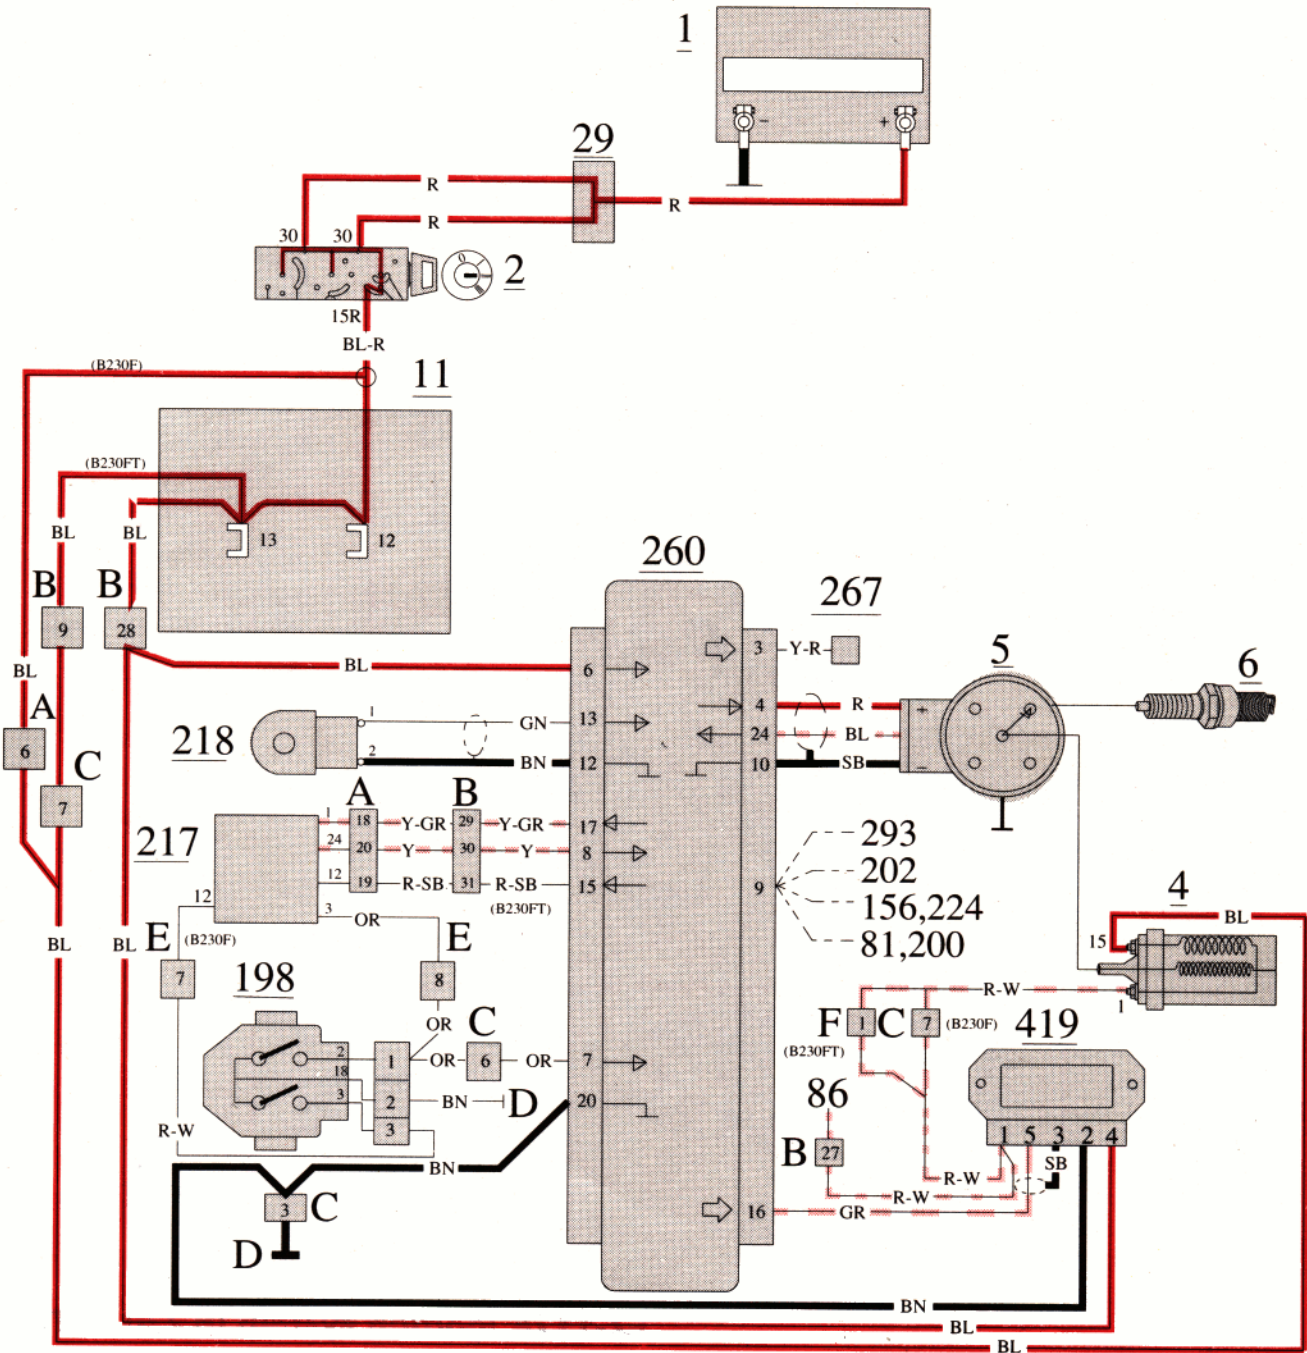 1
29
- +
R
R
R
30 30
2
15R
BL-R
(B230F)
11
(B230FT)
BL BL
13 12
B B
9 28
260
267
BL
6
3 Y-R
5
6
BL
A
6
C
7
218
1
GN
13
4 R
+
24 BL
2
BN
12
10 SB
-
A B
217
1 18 Y-GR 29 Y-GR 17
24 20 Y 30 Y 8
12 19 R-SB 31 R-SB 15
(B230FT)
9
293
202
156,224
81,200
12
3
OR
4
BL
15
1
BL BL
E (B230F) E
7
198
8
R-W
F 1 C 7 (B230F)
(B230FT)
419
OR
C
2 1 OR 6 OR 7
18
2 BN D
20
3
3
R-W
86
B 27
1 5 3 2 4
SB
BN
R-W
R-W
3 C
16 GR
D
BN
BL
BL